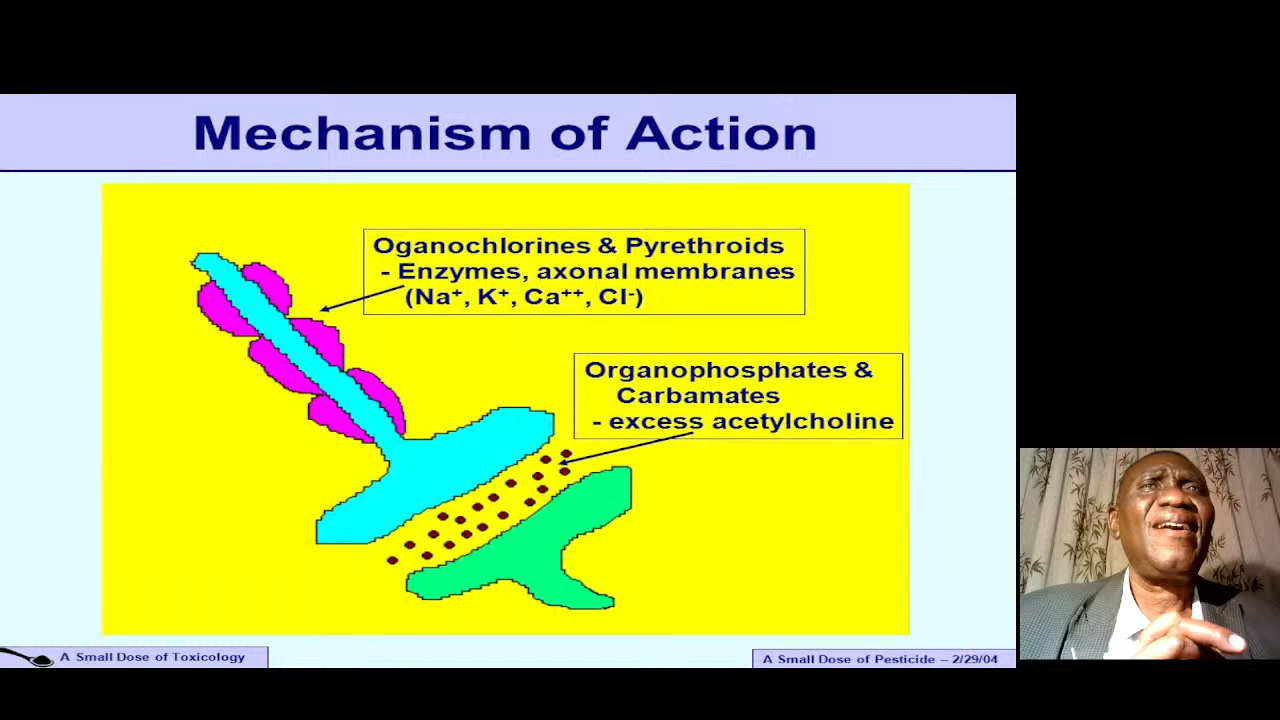 Mechanism of Action
Oganochlorines & Pyrethroids
- Enzymes, axonal membranes
(Na⁺, K⁺, Ca⁺⁺, Cl⁻)
Organophosphates &
Carbamates
- excess acetylcholine
A Small Dose of Toxicology
A Small Dose of Pesticide – 2/29/04